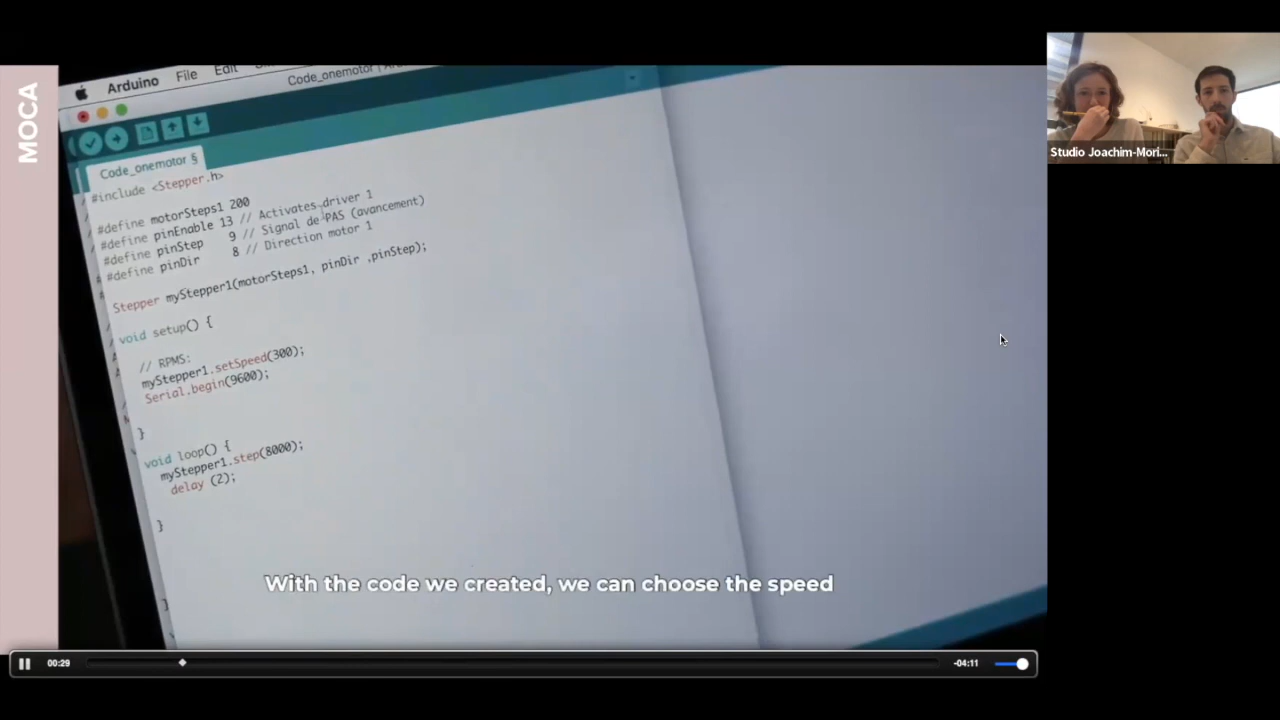 MOCA
Arduino File Edit
Code_onemotor
Code_onemotor §
#include <Stepper.h>
#define motorSteps1 200
#define pinEnable 13 // Activates driver 1
#define pinStep 9 // Signal de PAS (avancement)
#define pinDir 8 // Direction motor 1
Stepper myStepper1(motorSteps1, pinDir ,pinStep);
void setup() {
// RPMS:
myStepper1.setSpeed(300);
Serial.begin(9600);
}
void loop() {
myStepper1.step(8000);
delay (2);
}
With the code we created, we can choose the speed
00:29
-04:11
Studio Joachim-Mori...